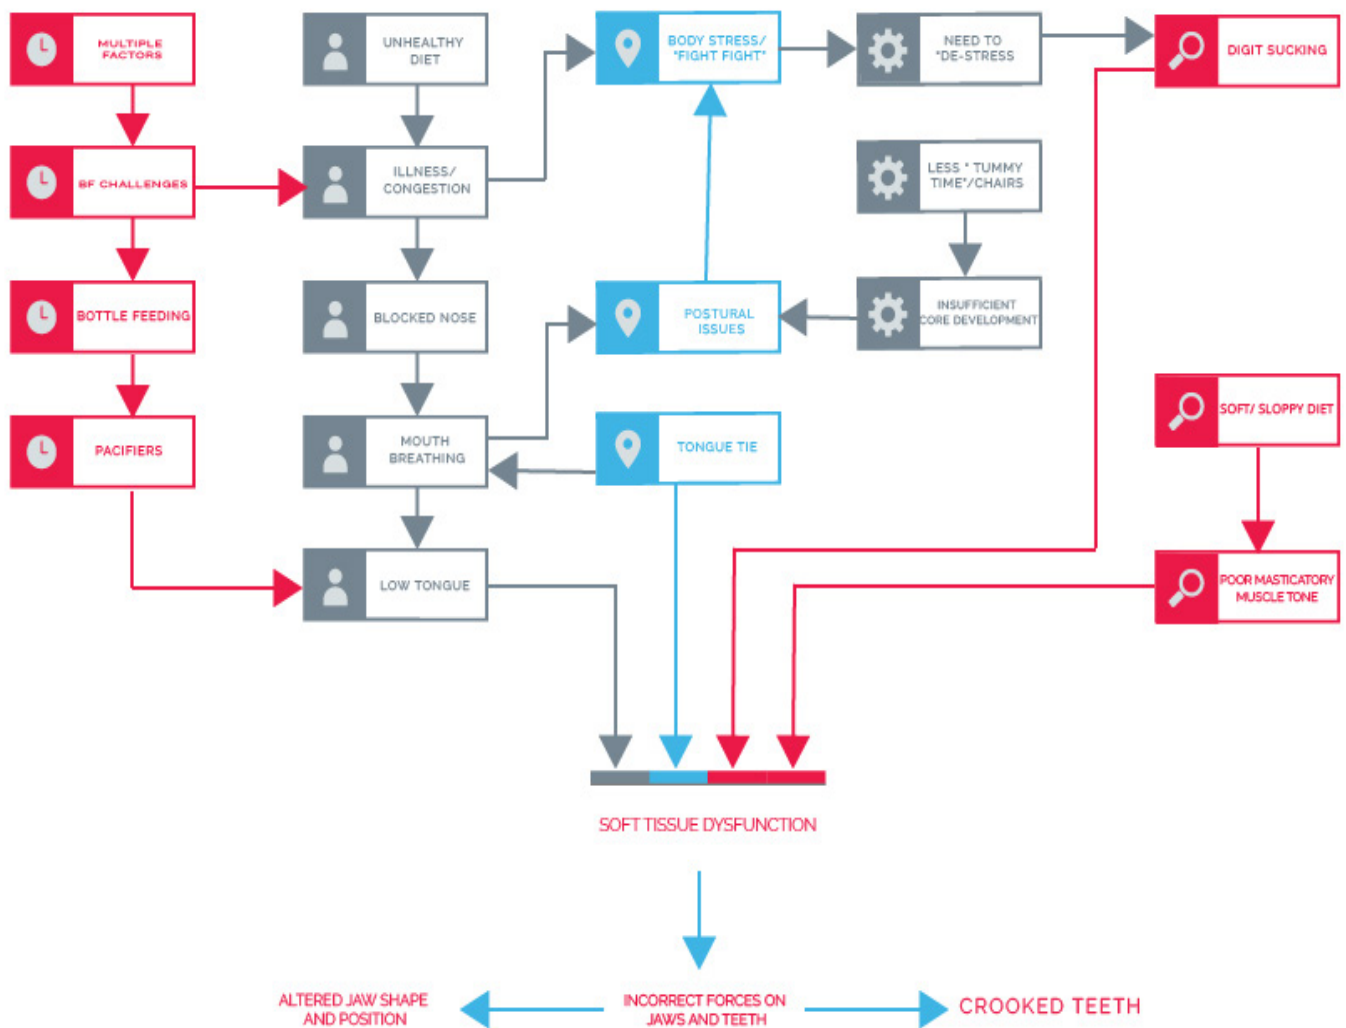 MULTIPLE
FACTORS
UNHEALTHY
DIET
BODY STRESS/
"FIGHT FIGHT"
NEED TO
"DE-STRESS
DIGIT SUCKING
BF CHALLENGES
ILLNESS/
CONGESTION
LESS " TUMMY
TIME"/CHAIRS
BOTTLE FEEDING
BLOCKED NOSE
POSTURAL
ISSUES
INSUFFICIENT
CORE DEVELOPMENT
PACIFIERS
MOUTH
BREATHING
TONGUE TIE
SOFT/ SLOPPY DIET
LOW TONGUE
POOR MASTICATORY
MUSCLE TONE
SOFT TISSUE DYSFUNCTION
ALTERED JAW SHAPE
AND POSITION
INCORRECT FORCES ON
JAWS AND TEETH
CROOKED TEETH